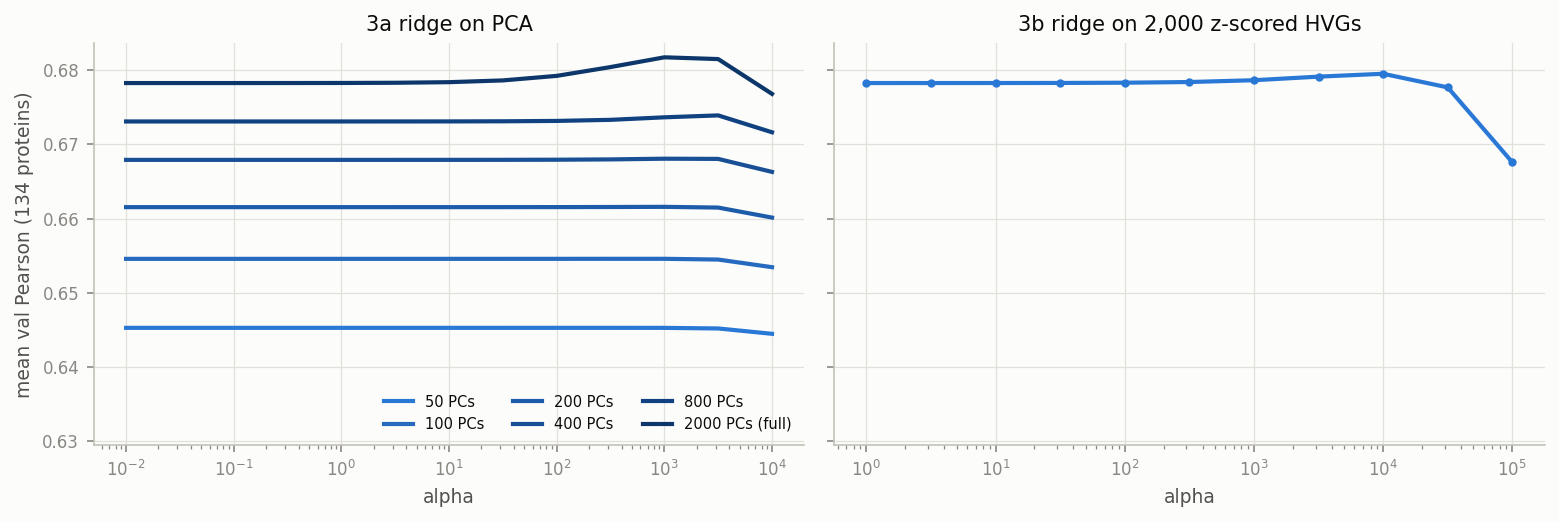 3a ridge on PCA
mean val Pearson (134 proteins)
0.68
0.67
0.66
0.65
0.64
0.63
50 PCs
100 PCs
200 PCs
400 PCs
800 PCs
2000 PCs (full)
10⁻² 10⁻¹ 10⁰ 10¹ 10² 10³ 10⁴
alpha
3b ridge on 2,000 z-scored HVGs
10⁰ 10¹ 10² 10³ 10⁴ 10⁵
alpha